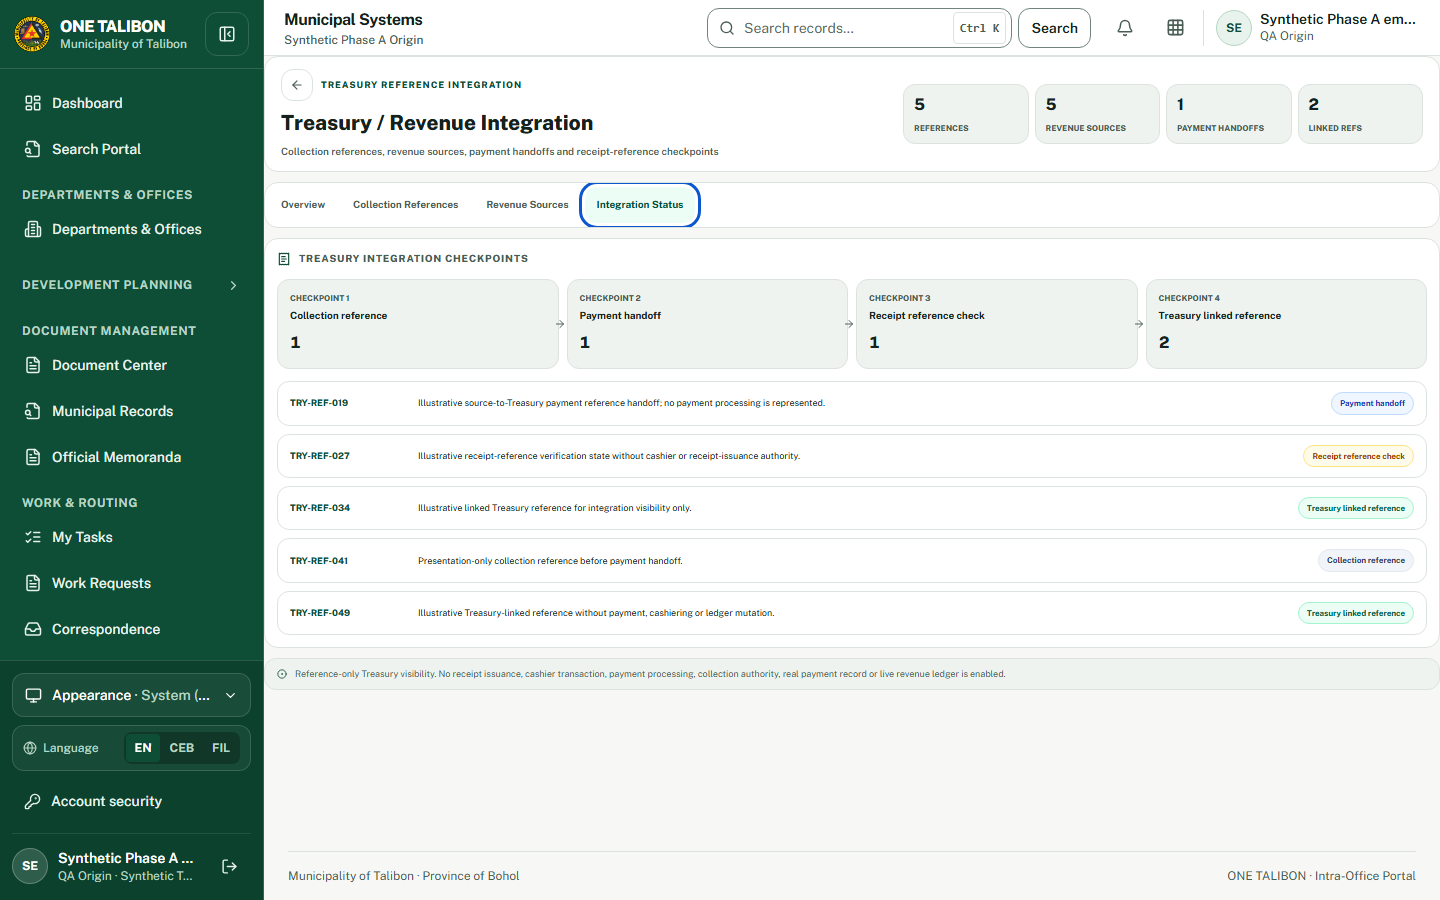 ONE TALIBON
Municipality of Talibon
Dashboard
Search Portal
DEPARTMENTS & OFFICES
Departments & Offices
DEVELOPMENT PLANNING
DOCUMENT MANAGEMENT
Document Center
Municipal Records
Official Memoranda
WORK & ROUTING
My Tasks
Work Requests
Correspondence
Appearance · System (...
Language EN CEB FIL
Account security
SE Synthetic Phase A ...
QA Origin · Synthetic T...
Municipal Systems
Synthetic Phase A Origin
Search records... Ctrl K Search
SE Synthetic Phase A em...
QA Origin
TREASURY REFERENCE INTEGRATION
Treasury / Revenue Integration
Collection references, revenue sources, payment handoffs and receipt-reference checkpoints
5 REFERENCES
5 REVENUE SOURCES
1 PAYMENT HANDOFFS
2 LINKED REFS
Overview Collection References Revenue Sources Integration Status
TREASURY INTEGRATION CHECKPOINTS
CHECKPOINT 1
Collection reference
1
CHECKPOINT 2
Payment handoff
1
CHECKPOINT 3
Receipt reference check
1
CHECKPOINT 4
Treasury linked reference
2
TRY-REF-019 Illustrative source-to-Treasury payment reference handoff; no payment processing is represented. Payment handoff
TRY-REF-027 Illustrative receipt-reference verification state without cashier or receipt-issuance authority. Receipt reference check
TRY-REF-034 Illustrative linked Treasury reference for integration visibility only. Treasury linked reference
TRY-REF-041 Presentation-only collection reference before payment handoff. Collection reference
TRY-REF-049 Illustrative Treasury-linked reference without payment, cashiering or ledger mutation. Treasury linked reference
Reference-only Treasury visibility. No receipt issuance, cashier transaction, payment processing, collection authority, real payment record or live revenue ledger is enabled.
Municipality of Talibon · Province of Bohol
ONE TALIBON · Intra-Office Portal